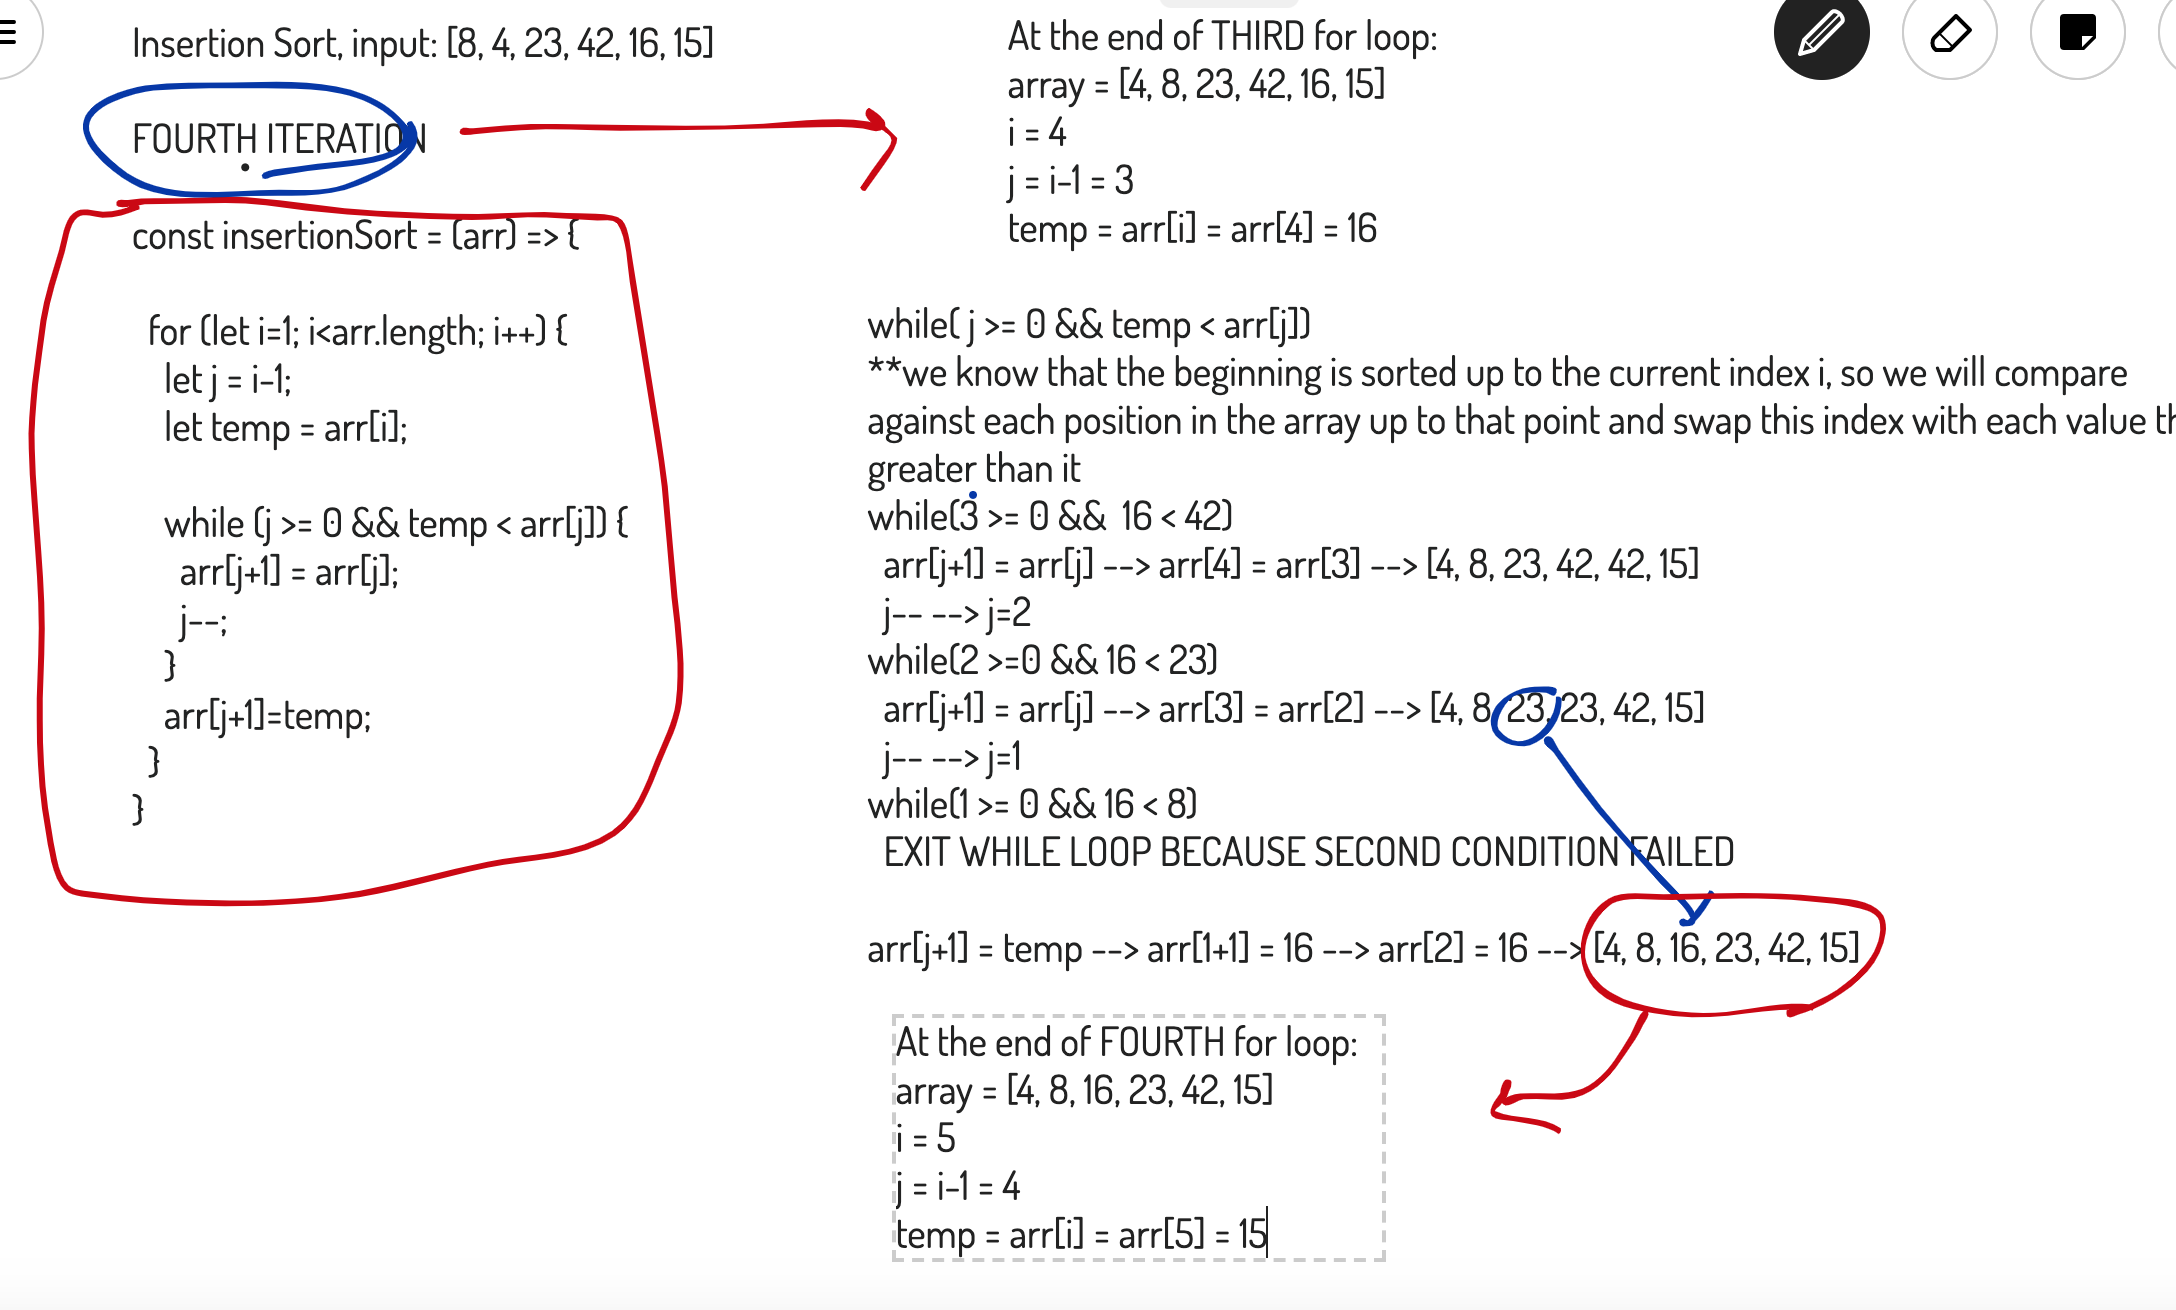 Insertion Sort, input: [8, 4, 23, 42, 16, 15]
FOURTH ITERATION
const insertionSort = (arr) => {
for (let i=1; i<arr.length; i++) {
let j = i-1;
let temp = arr[i];
while (j >= 0 && temp < arr[j]) {
arr[j+1] = arr[j];
j--;
}
arr[j+1]=temp;
}
}
At the end of THIRD for loop:
array = [4, 8, 23, 42, 16, 15]
i = 4
j = i-1 = 3
temp = arr[i] = arr[4] = 16
while( j >= 0 && temp < arr[j])
**we know that the beginning is sorted up to the current index i, so we will compare
against each position in the array up to that point and swap this index with each value
greater than it
while(3 >= 0 && 16 < 42)
arr[j+1] = arr[j] --> arr[4] = arr[3] --> [4, 8, 23, 42, 42, 15]
j-- --> j=2
while(2 >=0 && 16 < 23)
arr[j+1] = arr[j] --> arr[3] = arr[2] --> [4, 8, 23, 23, 42, 15]
j-- --> j=1
while(1 >= 0 && 16 < 8)
EXIT WHILE LOOP BECAUSE SECOND CONDITION FAILED
arr[j+1] = temp --> arr[1+1] = 16 --> arr[2] = 16 --> [4, 8, 16, 23, 42, 15]
At the end of FOURTH for loop:
array = [4, 8, 16, 23, 42, 15]
i = 5
j = i-1 = 4
temp = arr[i] = arr[5] = 15